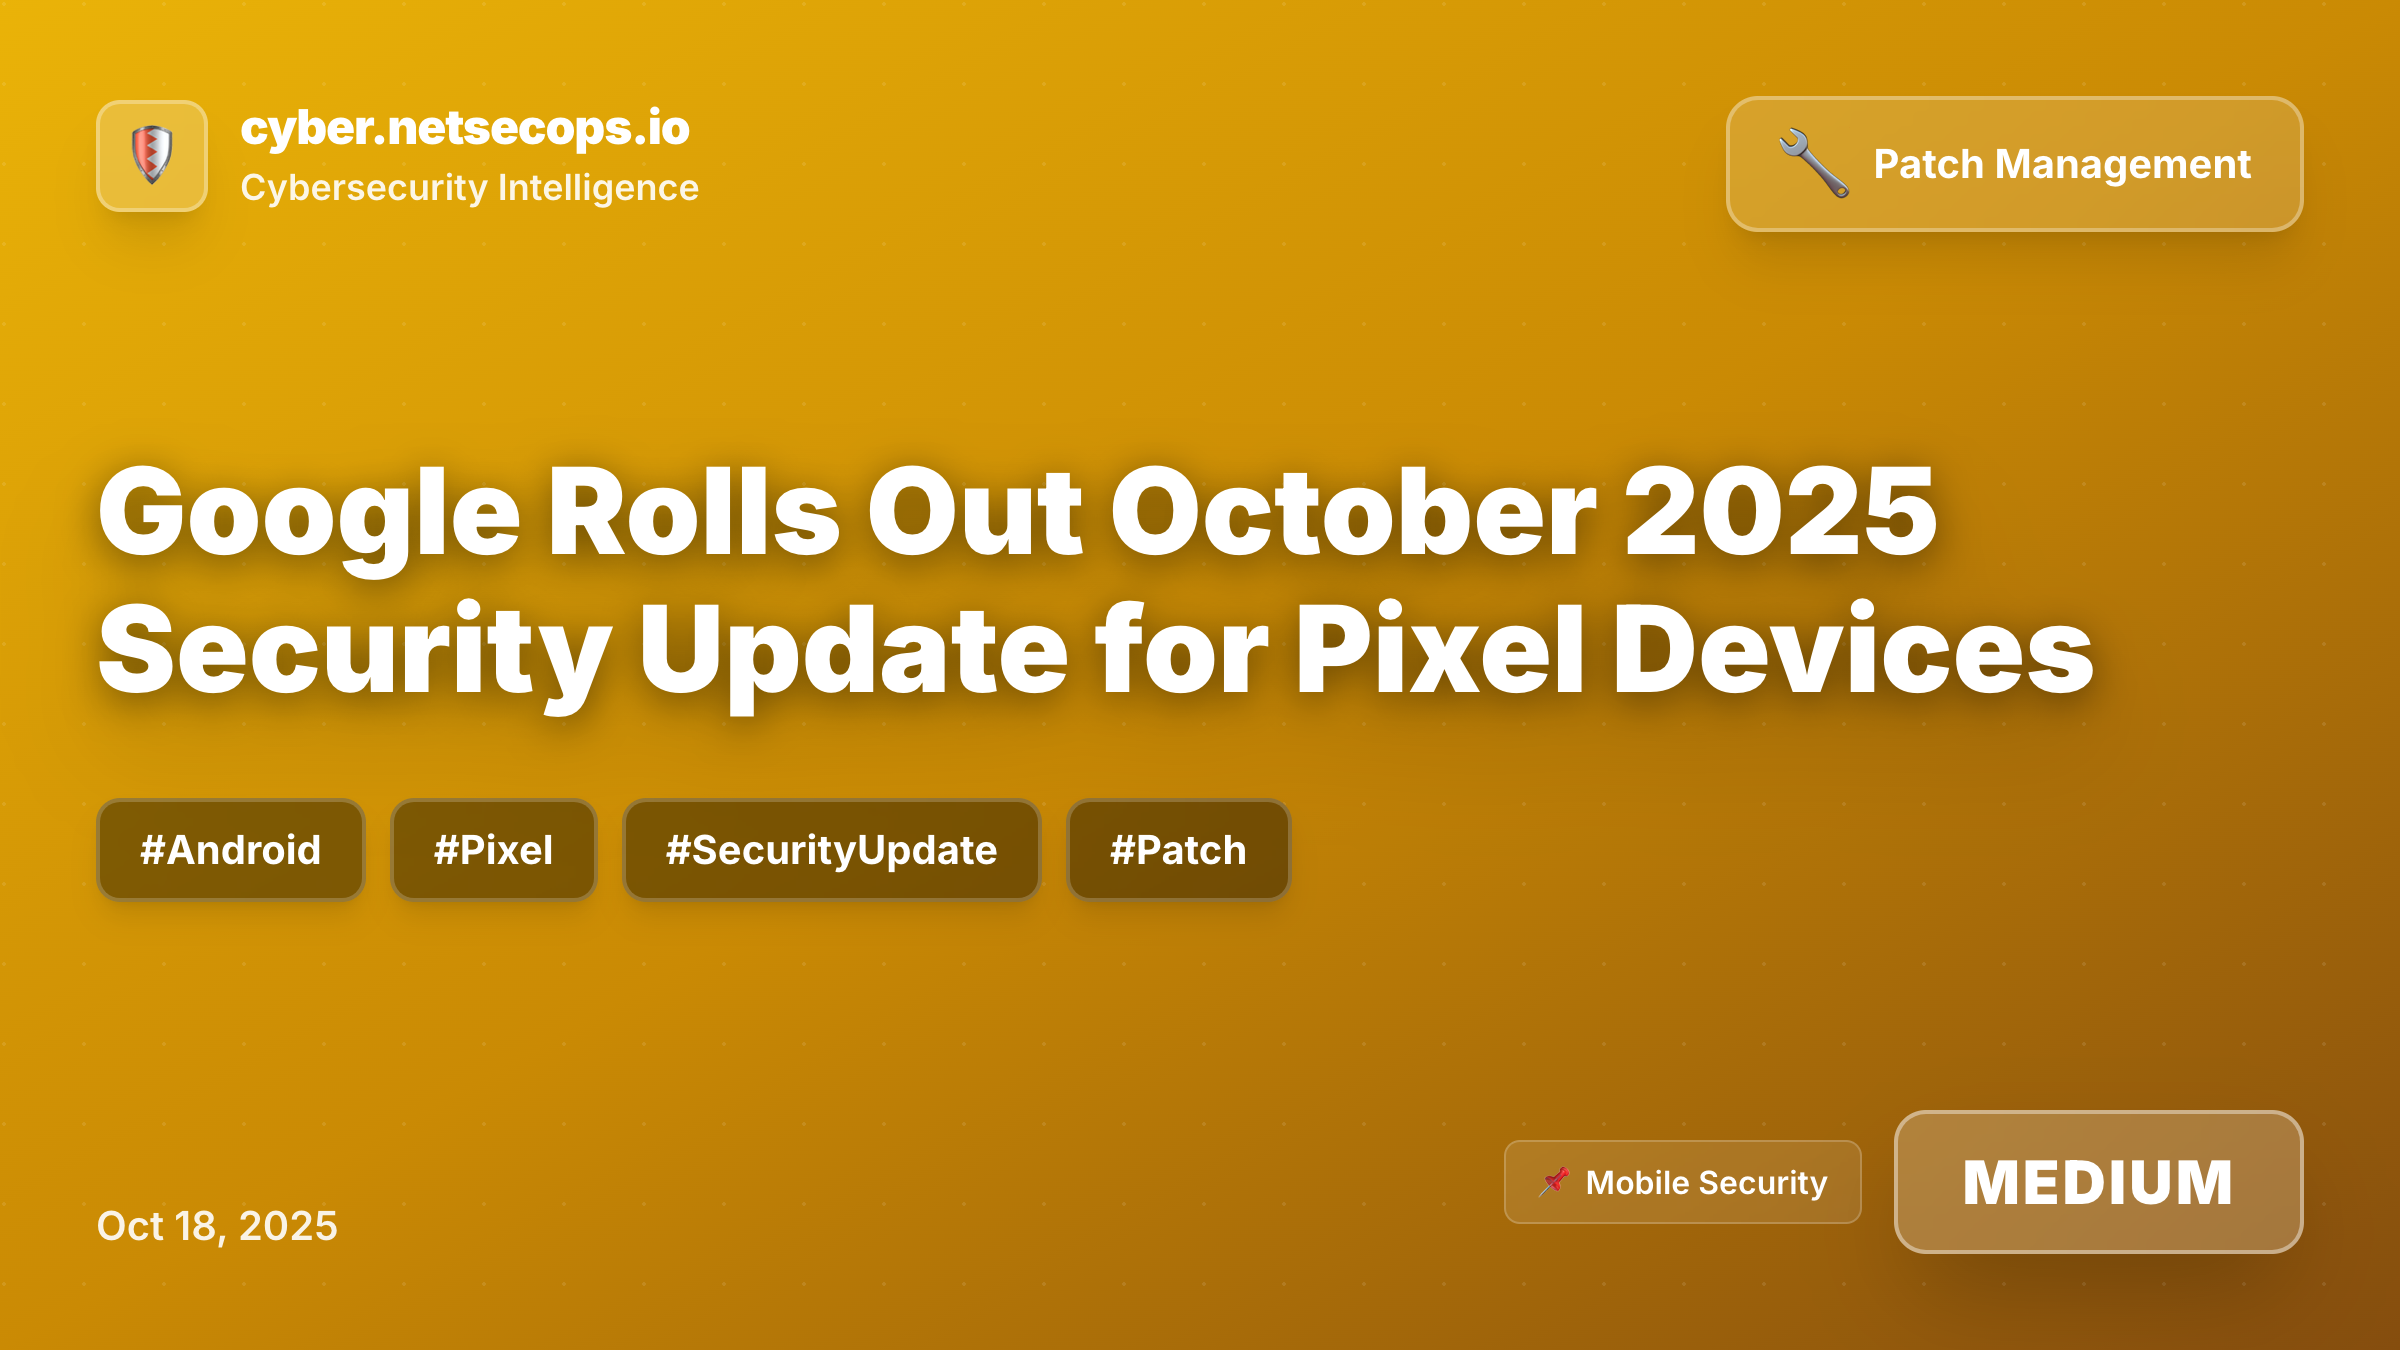 cyber.netsecops.io
Cybersecurity Intelligence
Patch Management
Google Rolls Out October 2025
Security Update for Pixel Devices
#Android #Pixel #SecurityUpdate #Patch
Oct 18, 2025
Mobile Security
MEDIUM